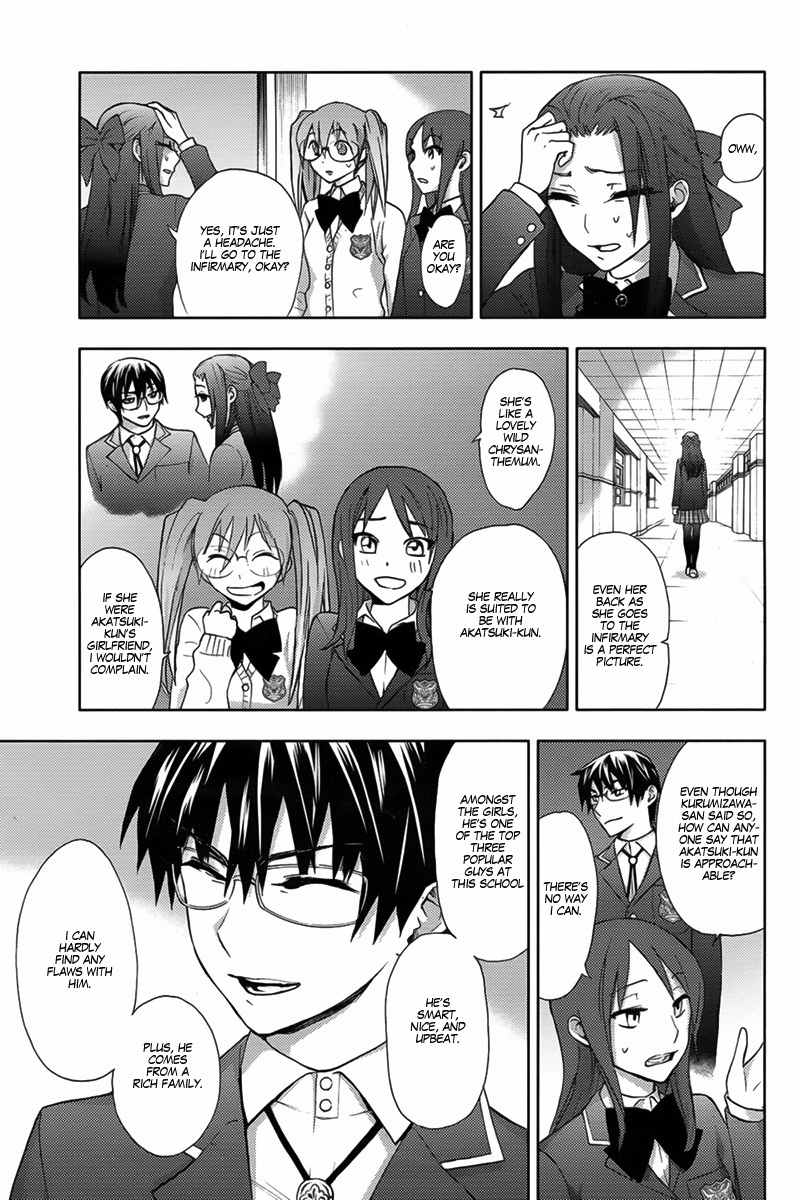 OWW,
ARE
YOU
OKAY?
YES, IT'S JUST
A HEADACHE.
I'LL GO TO THE
INFIRMARY, OKAY?
EVEN HER
BACK AS
SHE GOES
TO THE
INFIRMARY IS
A PERFECT
PICTURE.
SHE'S
LIKE A
LOVELY
WILD
CHRYSAN-
THEMUM.
SHE REALLY
IS SUITED TO
BE WITH
AKATSUKI-KUN.
IF SHE
WERE
AKATSUKI-
KUN'S
GIRLFRIEND,
I WOULDN'T
COMPLAIN.
EVEN THOUGH
KURUMIZAWA-
SAN SAID SO,
HOW CAN ANY-
ONE SAY THAT
AKATSUKI-KUN
IS APPROACH-
ABLE?
THERE'S
NO WAY
I CAN.
AMONGST
THE GIRLS,
HE'S ONE
OF THE TOP
THREE
POPULAR
GUYS AT
THIS SCHOOL
HE'S
SMART,
NICE, AND
UPBEAT.
I CAN
HARDLY
FIND ANY
FLAWS WITH
HIM.
PLUS, HE
COMES
FROM A
RICH FAMILY.